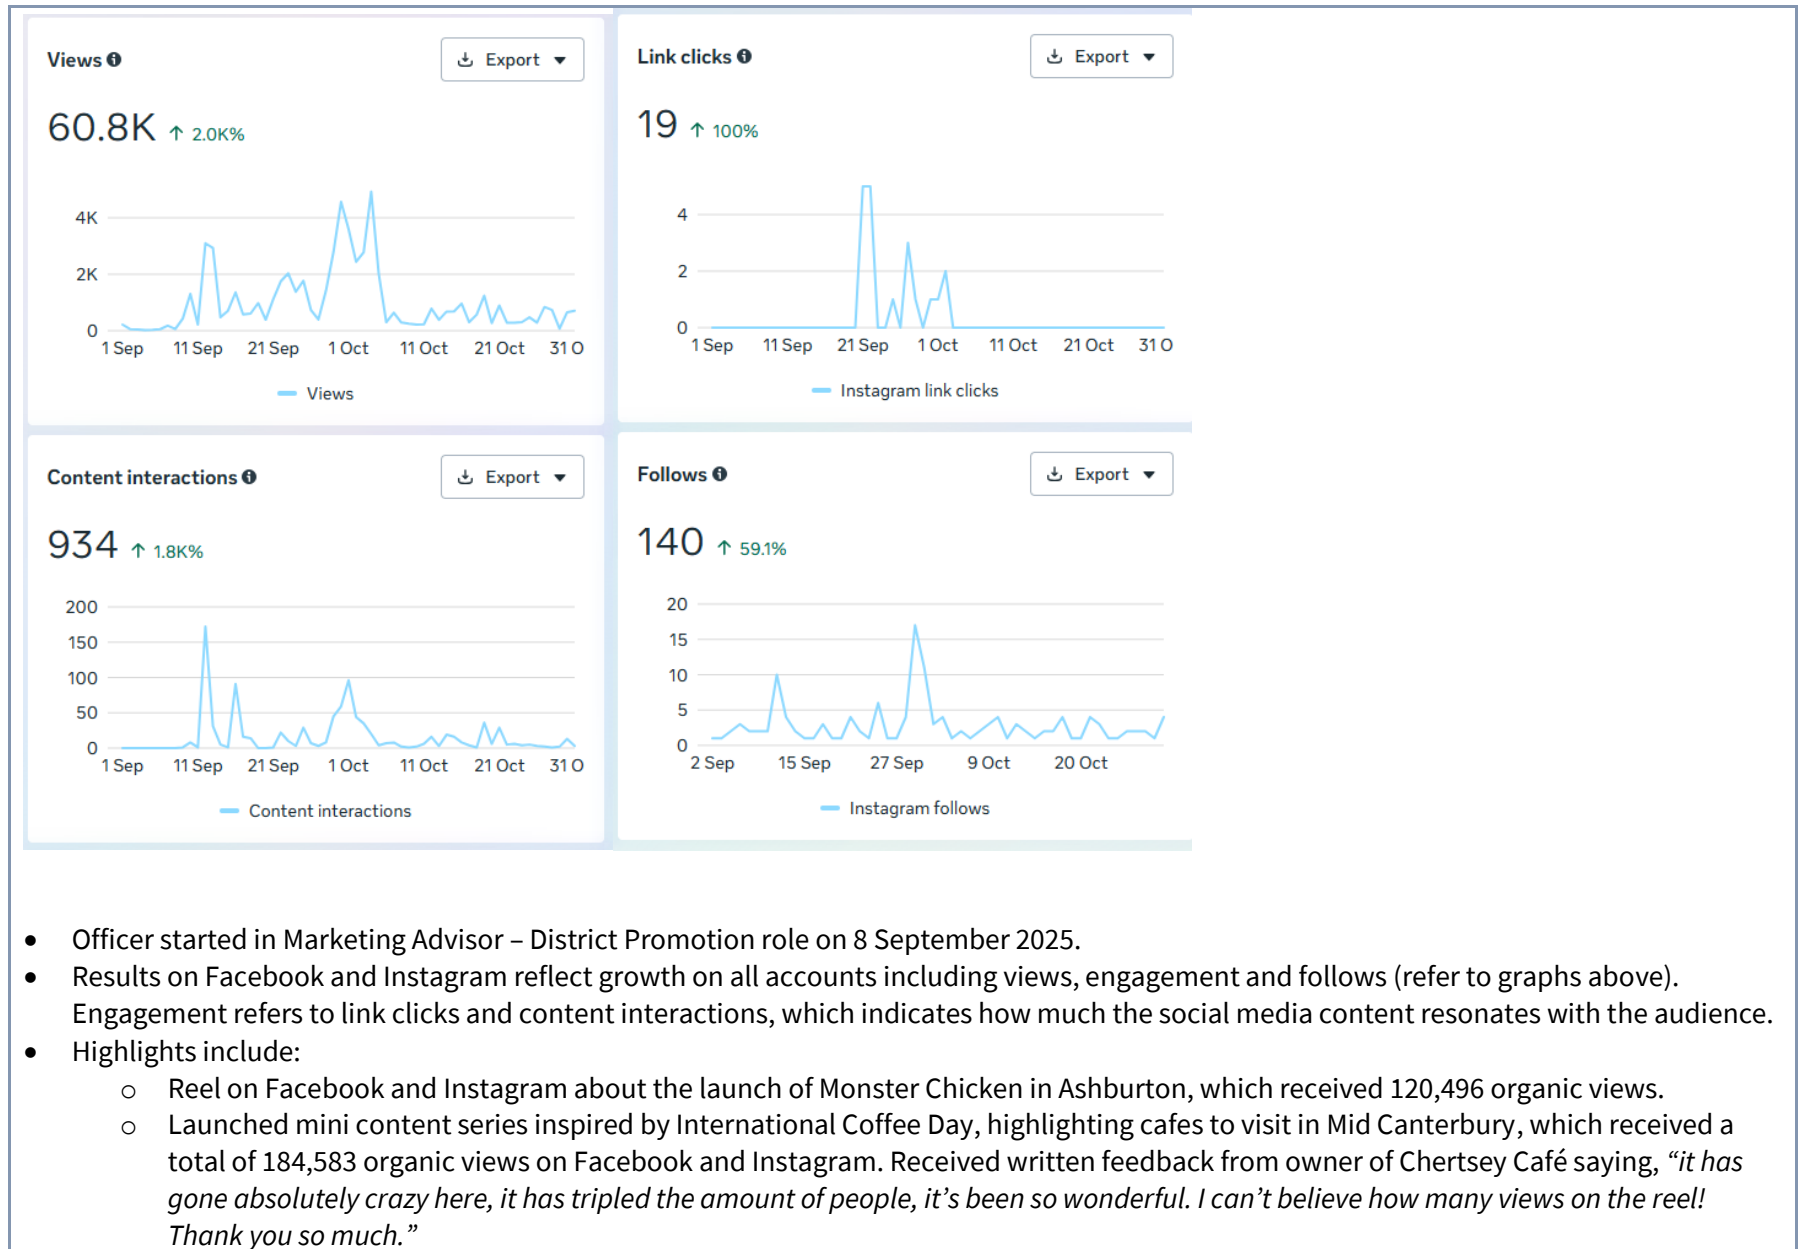 Views
Export
60.8K ↑ 2.0K%
4K
2K
0
1 Sep 11 Sep 21 Sep 1 Oct 11 Oct 21 Oct 31 O
Views
Link clicks
Export
19 ↑ 100%
4
2
0
1 Sep 11 Sep 21 Sep 1 Oct 11 Oct 21 Oct 31 O
Instagram link clicks
Content interactions
Export
934 ↑ 1.8K%
200
150
100
50
0
1 Sep 11 Sep 21 Sep 1 Oct 11 Oct 21 Oct 31 O
Content interactions
Follows
Export
140 ↑ 59.1%
20
15
10
5
0
2 Sep 15 Sep 27 Sep 9 Oct 20 Oct
Instagram follows
• Officer started in Marketing Advisor – District Promotion role on 8 September 2025.
• Results on Facebook and Instagram reflect growth on all accounts including views, engagement and follows (refer to graphs above).
Engagement refers to link clicks and content interactions, which indicates how much the social media content resonates with the audience.
• Highlights include:
o Reel on Facebook and Instagram about the launch of Monster Chicken in Ashburton, which received 120,496 organic views.
o Launched mini content series inspired by International Coffee Day, highlighting cafes to visit in Mid Canterbury, which received a
total of 184,583 organic views on Facebook and Instagram. Received written feedback from owner of Chertsey Café saying, “it has
gone absolutely crazy here, it has tripled the amount of people, it’s been so wonderful. I can’t believe how many views on the reel!
Thank you so much.”